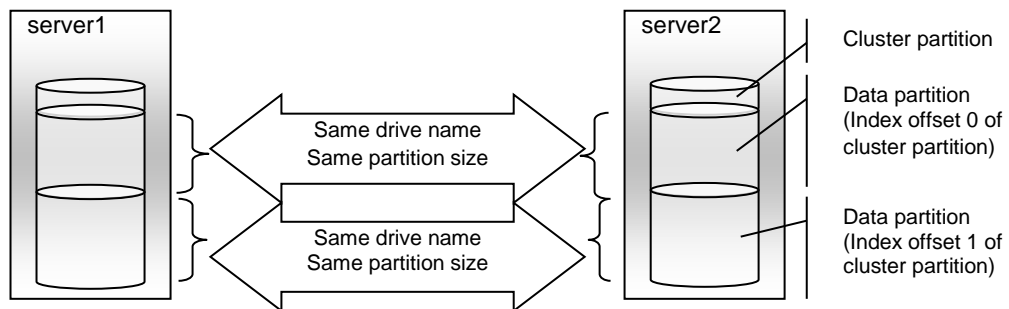 server1
server2
Cluster partition
Data partition
(Index offset 0 of
cluster partition)
Same drive name
Same partition size
Data partition
(Index offset 1 of
cluster partition)
Same drive name
Same partition size